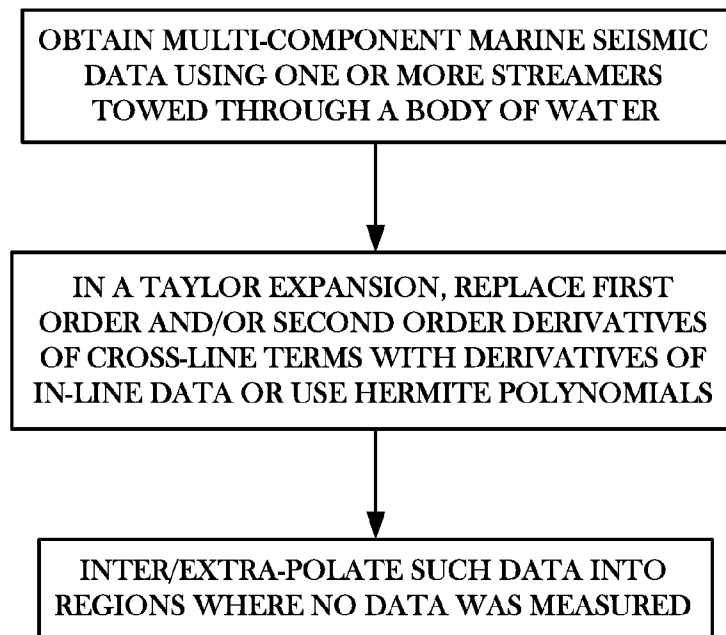 OBTAIN MULTI-COMPONENT MARINE SEISMIC
DATA USING ONE OR MORE STREAMERS
TOWED THROUGH A BODY OF WATER
IN A TAYLOR EXPANSION, REPLACE FIRST
ORDER AND/OR SECOND ORDER DERIVATIVES
OF CROSS-LINE TERMS WITH DERIVATIVES OF
IN-LINE DATA OR USE HERMITE POLYNOMIALS
INTER/EXTRA-POLATE SUCH DATA INTO
REGIONS WHERE NO DATA WAS MEASURED